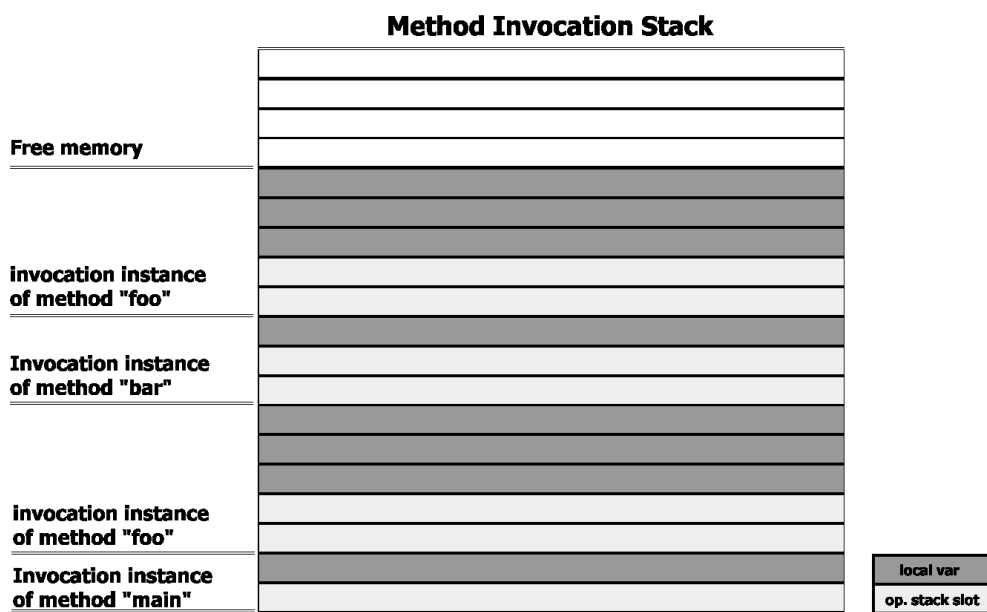 Method Invocation Stack
Free memory
invocation instance
of method "foo"
Invocation instance
of method "bar"
invocation instance
of method "foo"
Invocation instance
of method "main"
local var
op. stack slot